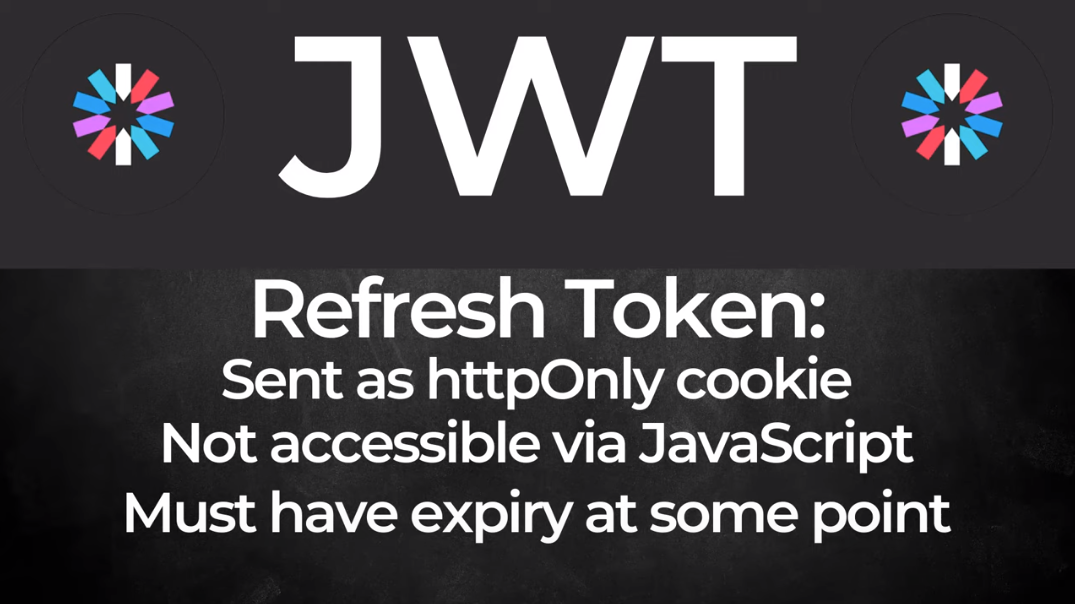 JWT
Refresh Token:
Sent as httpOnly cookie
Not accessible via JavaScript
Must have expiry at some point